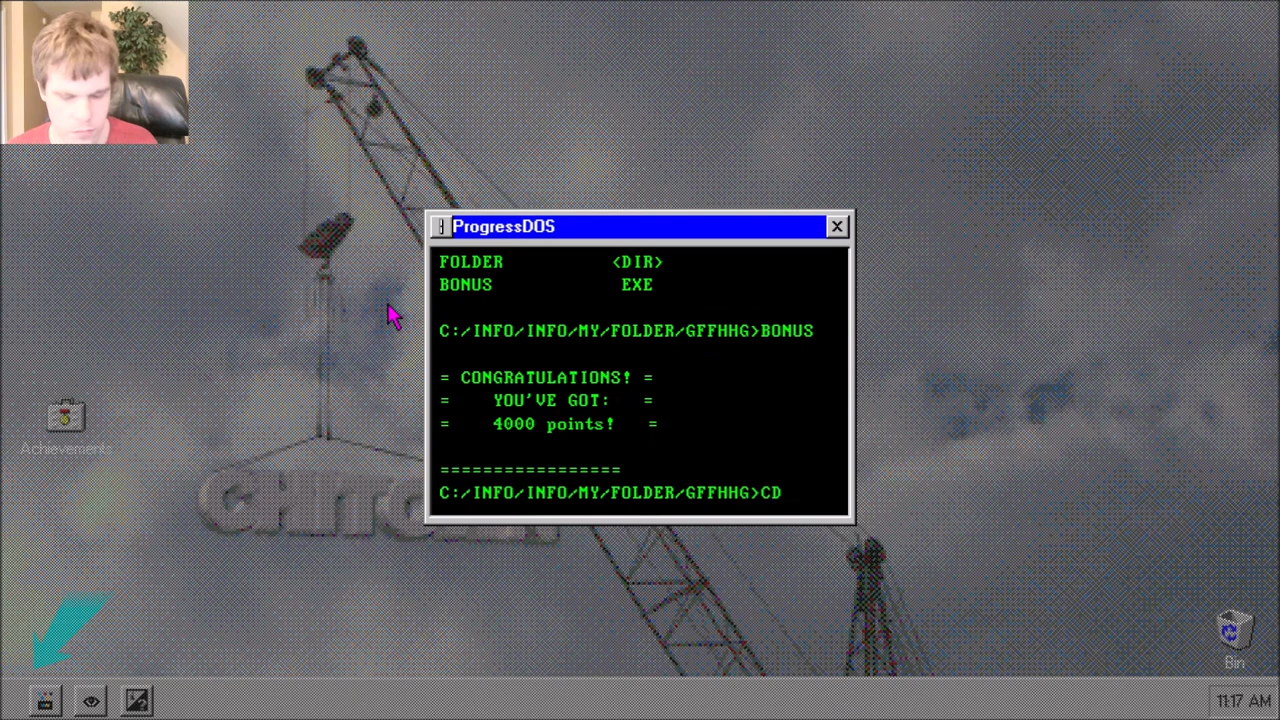 ProgressDOS
FOLDER <DIR>
BONUS EXE
C:/INFO/INFO/MY/FOLDER/GFFHHG>BONUS
= CONGRATULATIONS! =
= YOU'VE GOT: =
= 4000 points! =
=================
C:/INFO/INFO/MY/FOLDER/GFFHHG>CD
Achievements
Bin
11:17 AM